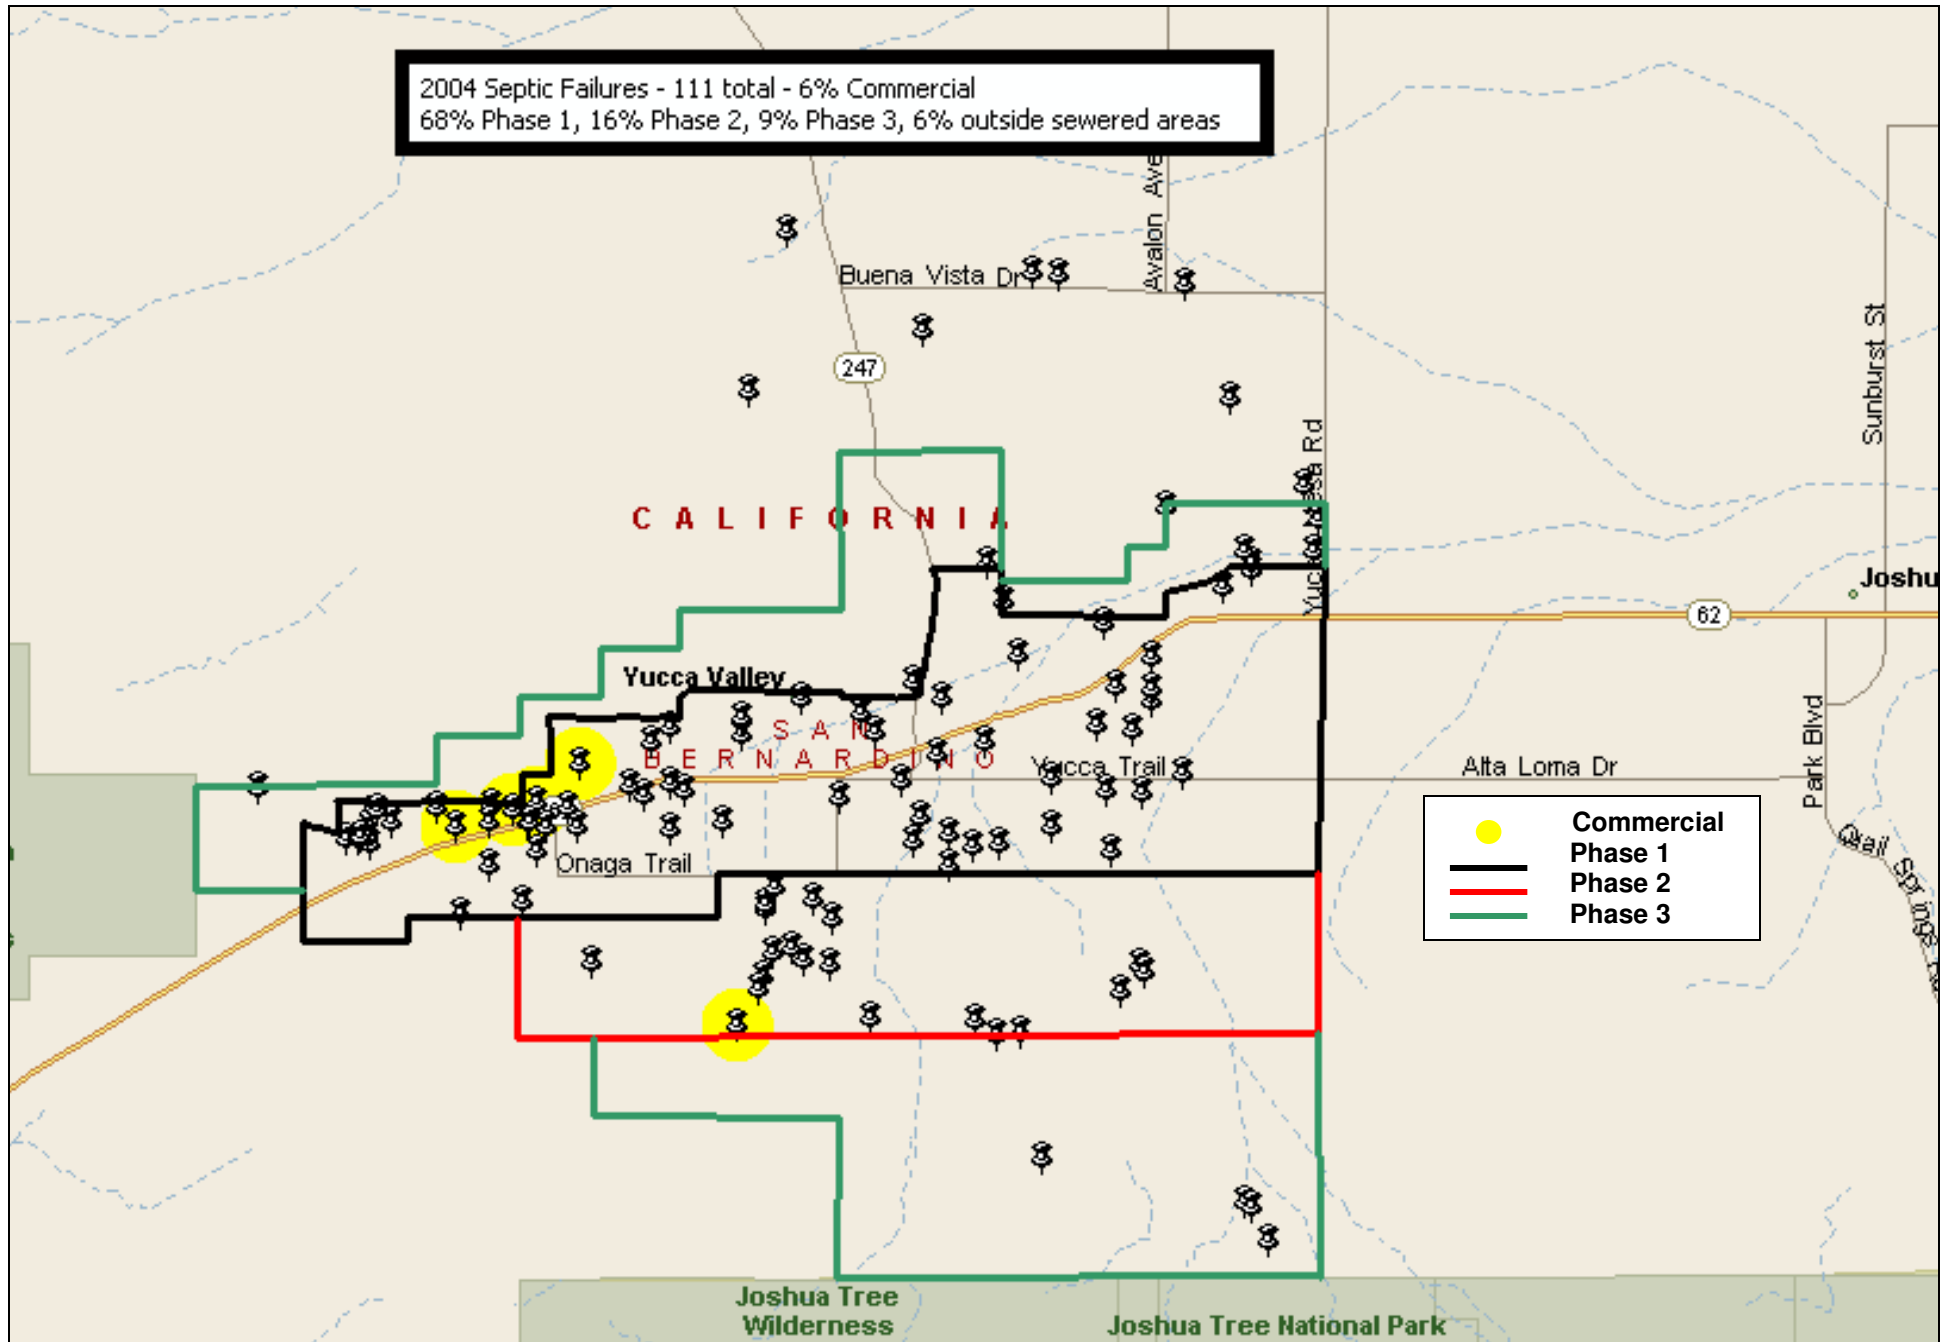 2004 Septic Failures - 111 total - 6% Commercial
68% Phase 1, 16% Phase 2, 9% Phase 3, 6% outside sewered areas
Avalon Ave
Buena Vista Dr
247
Sunburst St
CALIFORNIA
Joshu
62
Yucca Valley
SAN
BERNARDINO
Yucca Trail
Alta Loma Dr
Park Blvd
Commercial
Phase 1
Phase 2
Phase 3
Quail Springs
Onaga Trail
Joshua Tree
Wilderness
Joshua Tree National Park